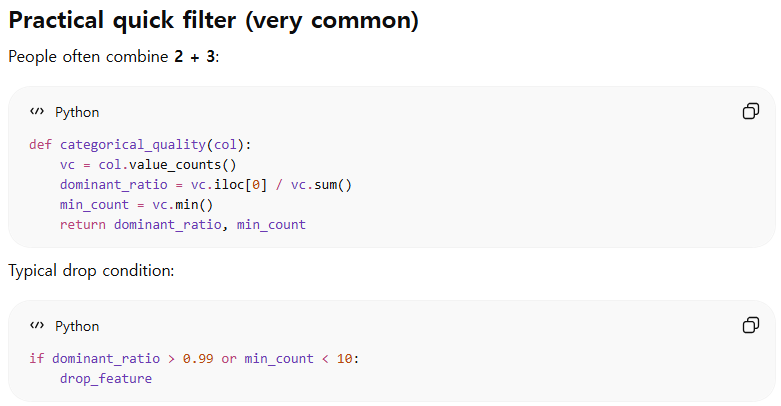 Practical quick filter (very common)
People often combine 2 + 3:
Python
def categorical_quality(col):
    vc = col.value_counts()
    dominant_ratio = vc.iloc[0] / vc.sum()
    min_count = vc.min()
    return dominant_ratio, min_count
Typical drop condition:
Python
if dominant_ratio > 0.99 or min_count < 10:
    drop_feature